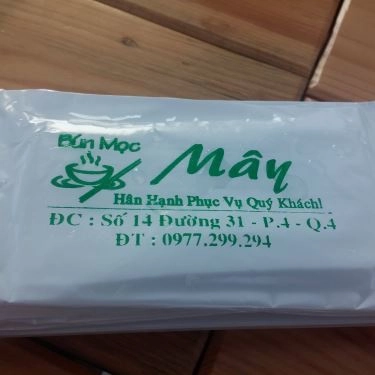 Bún Mọc
Mây
Hân Hạnh Phục Vụ Quý Khách!
ĐC : Số 14 Đường 31 - P.4 - Q.4
ĐT : 0977.299.294